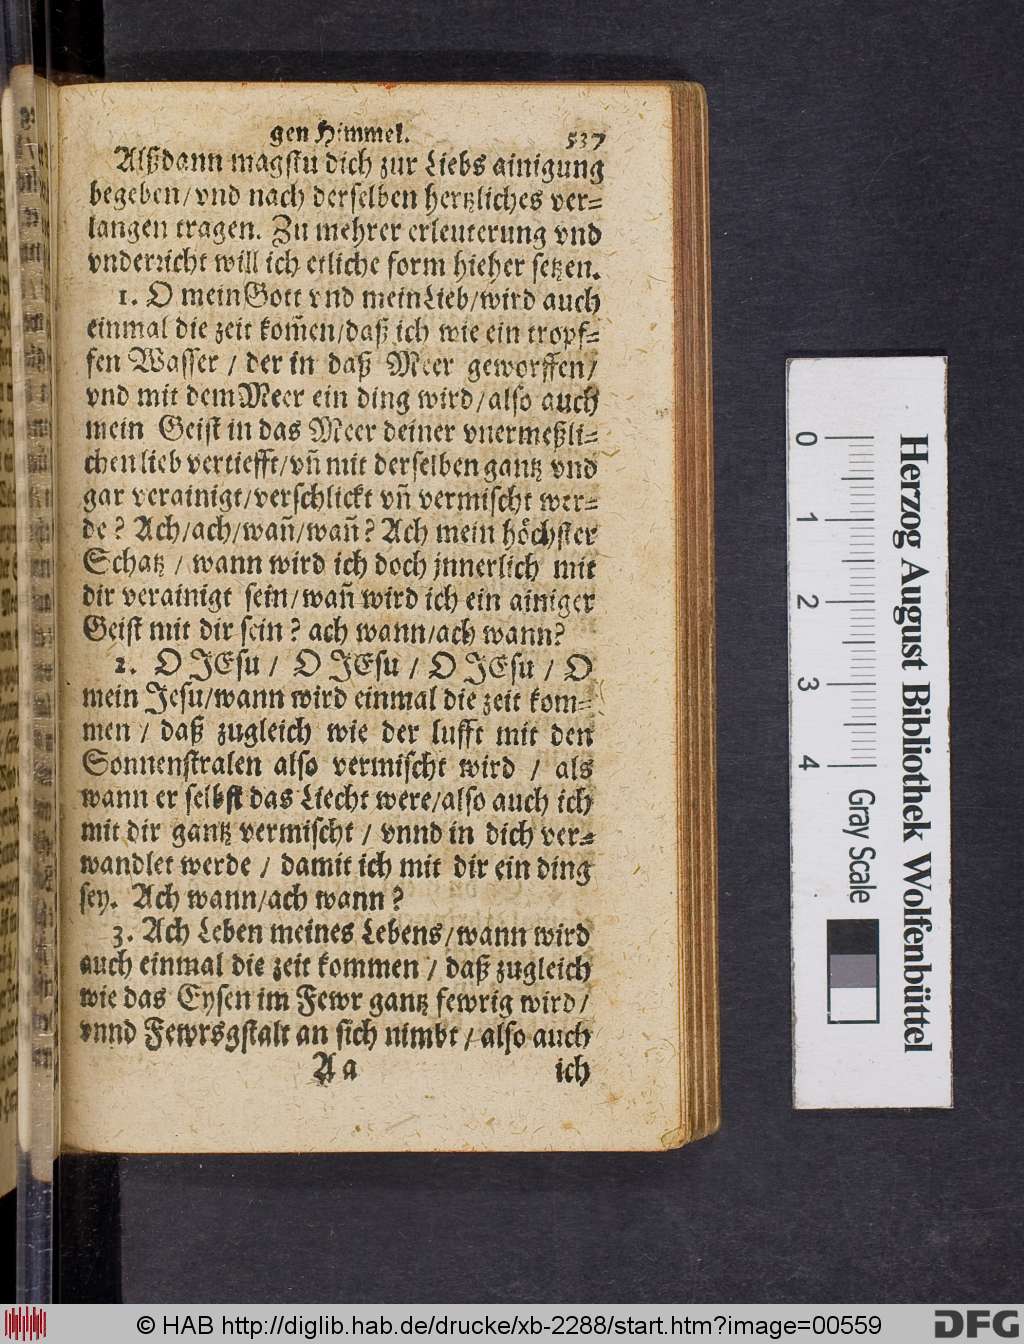 gen Himmel. 537
Alßdann magstu dich zur Liebs ainigung
begeben/vnd nach derselben hertzliches ver=
langen tragen. Zu mehrer erleuterung vnd
vnderricht will ich etliche form hieher setzen.
1. O mein Gott vnd mein Lieb/wird auch
einmal die zeit kom̄en/daß ich wie ein tropf=
fen Wasser / der in daß Meer geworffen/
vnd mit dem Meer ein ding wird/also auch
mein Geist in das Meer deiner vnermeßli=
chen lieb vertiefft/vn̄ mit derselben gantz vnd
gar verainigt/verschlickt vn̄ vermischt wer=
de? Ach/ach/wan̄/wan̄? Ach mein höchster
Schatz / wann wird ich doch jnnerlich mit
dir verainigt sein/wan̄ wird ich ein ainiger
Geist mit dir sein? ach wann/ach wann?
2. O JEsu / O JEsu / O JEsu / O
mein Jesu/wann wird einmal die zeit kom=
men / daß zugleich wie der lufft mit den
Sonnenstralen also vermischt wird / als
wann er selbst das Liecht were/also auch ich
mit dir gantz vermischt / vnnd in dich ver=
wandlet werde / damit ich mit dir ein ding
sey. Ach wann/ach wann?
3. Ach Leben meines Lebens/wann wird
auch einmal die zeit kommen / daß zugleich
wie das Eysen im Fewr gantz fewrig wird/
vnnd Fewrsgstalt an sich nimbt / also auch
Aa ich
0 1 2 3 4
Gray Scale
Herzog August Bibliothek Wolfenbüttel
© HAB http://diglib.hab.de/drucke/xb-2288/start.htm?image=00559
DFG